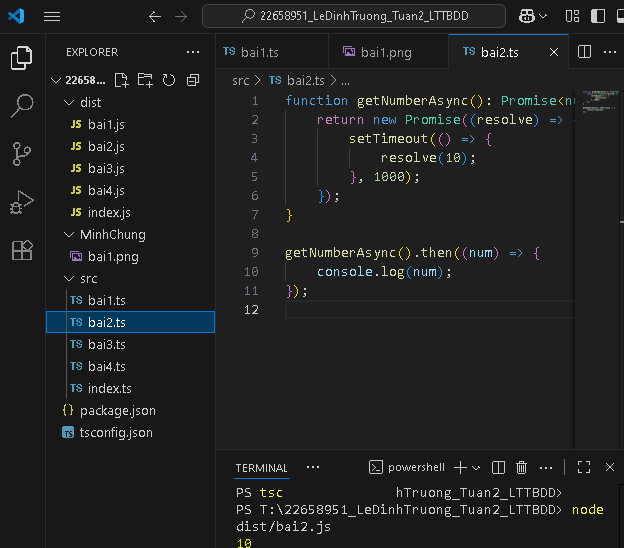 22658951_LeDinhTruong_Tuan2_LTTBDD
EXPLORER
22658...
dist
JS bai1.js
JS bai2.js
JS bai3.js
JS bai4.js
JS index.js
MinhChung
bai1.png
src
TS bai1.ts
TS bai2.ts
TS bai3.ts
TS bai4.ts
TS index.ts
{} package.json
TS tsconfig.json
TS bai1.ts
bai1.png
TS bai2.ts
src > TS bai2.ts > ...
1 function getNumberAsync(): Promise<nu
2 return new Promise((resolve) => {
3 setTimeout(() => {
4 resolve(10);
5 }, 1000);
6 });
7 }
8
9 getNumberAsync().then((num) => {
10 console.log(num);
11 });
12
TERMINAL
powershell
PS tsc hTruong_Tuan2_LTTBDD>
PS T:\22658951_LeDinhTruong_Tuan2_LTTBDD> node
dist/bai2.js
10